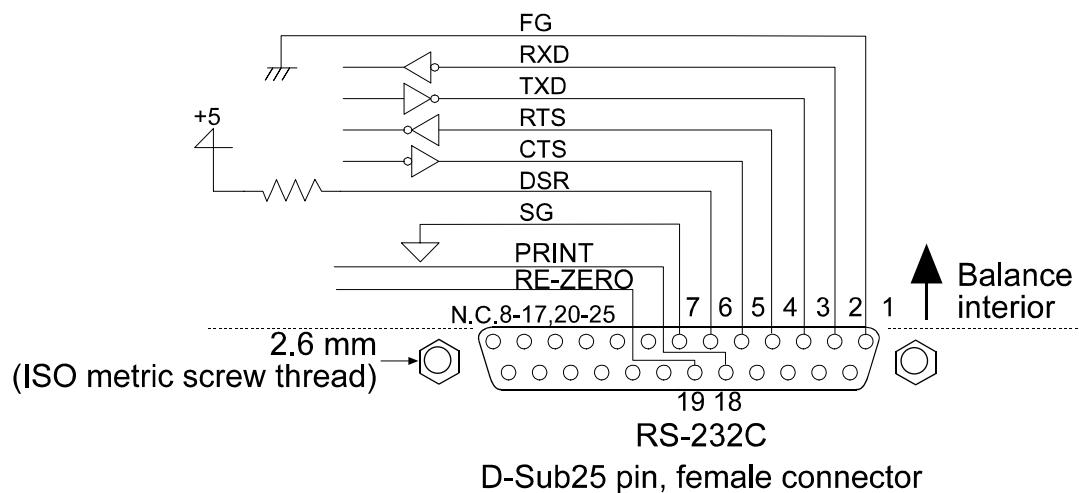 FG
RXD
TXD
+5
RTS
CTS
DSR
SG
PRINT
RE-ZERO
Balance
interior
N.C.8-17,20-25
7 6 5 4 3 2 1
2.6 mm
(ISO metric screw thread)
19 18
RS-232C
D-Sub25 pin, female connector